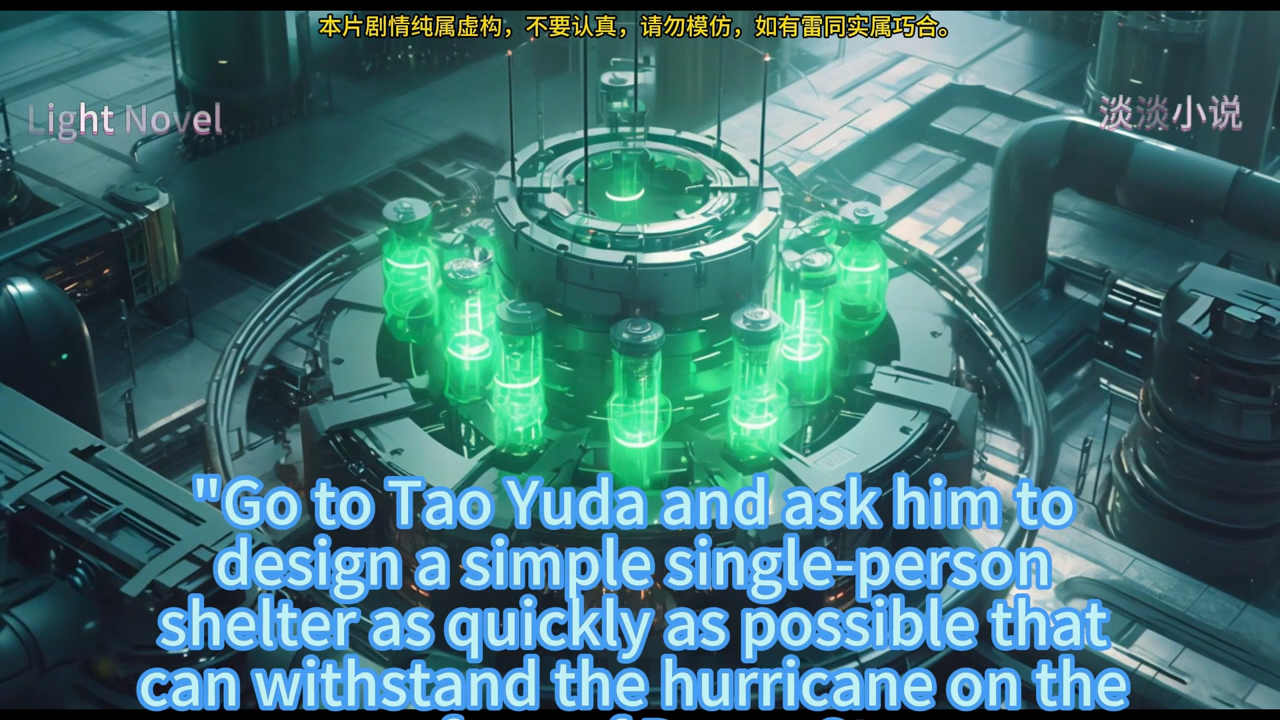 本片剧情纯属虚构，不要认真，请勿模仿，如有雷同实属巧合。
Light Novel
淡淡小说
"Go to Tao Yuda and ask him to
design a simple single-person
shelter as quickly as possible that
can withstand the hurricane on the